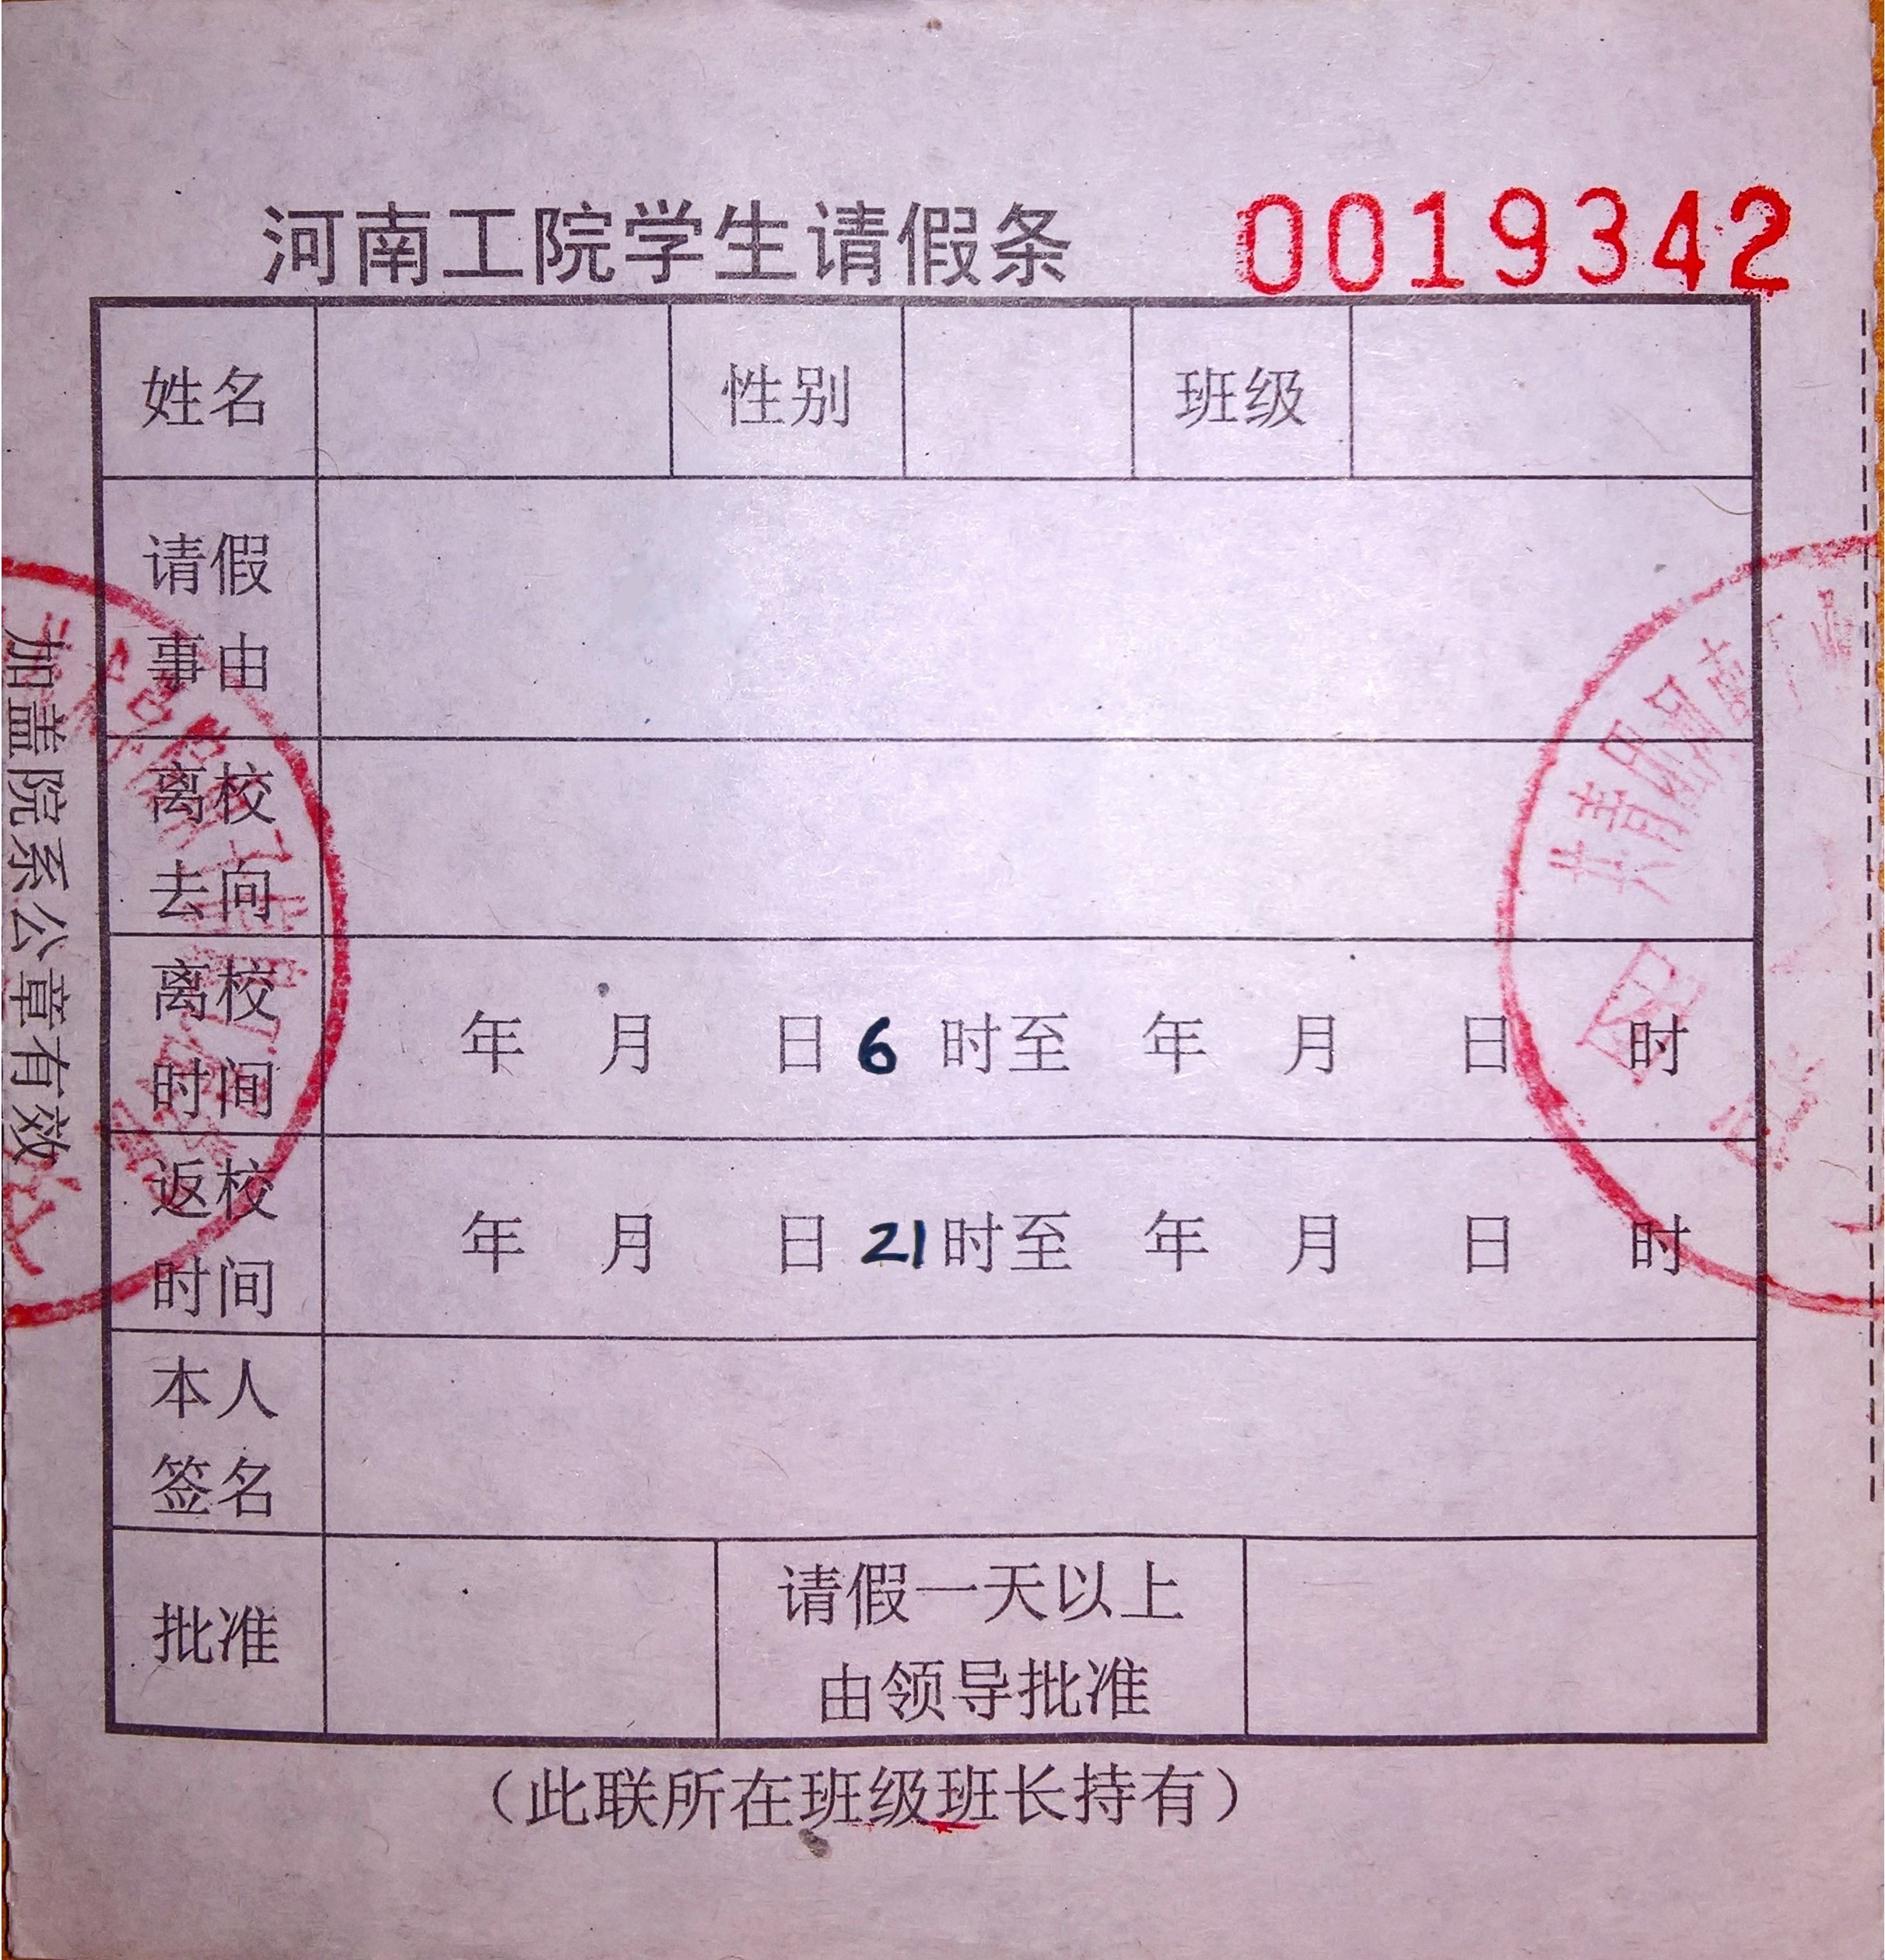 河南工院学生请假条 0019342
姓名 性别 班级
请假
事由
离校
去向
离校
时间
年 月 日 6 时至 年 月 日 时
返校
时间
年 月 日 21 时至 年 月 日 时
本人
签名
批准
请假一天以上
由领导批准
（此联所在班级班长持有）
加盖院系公章有效